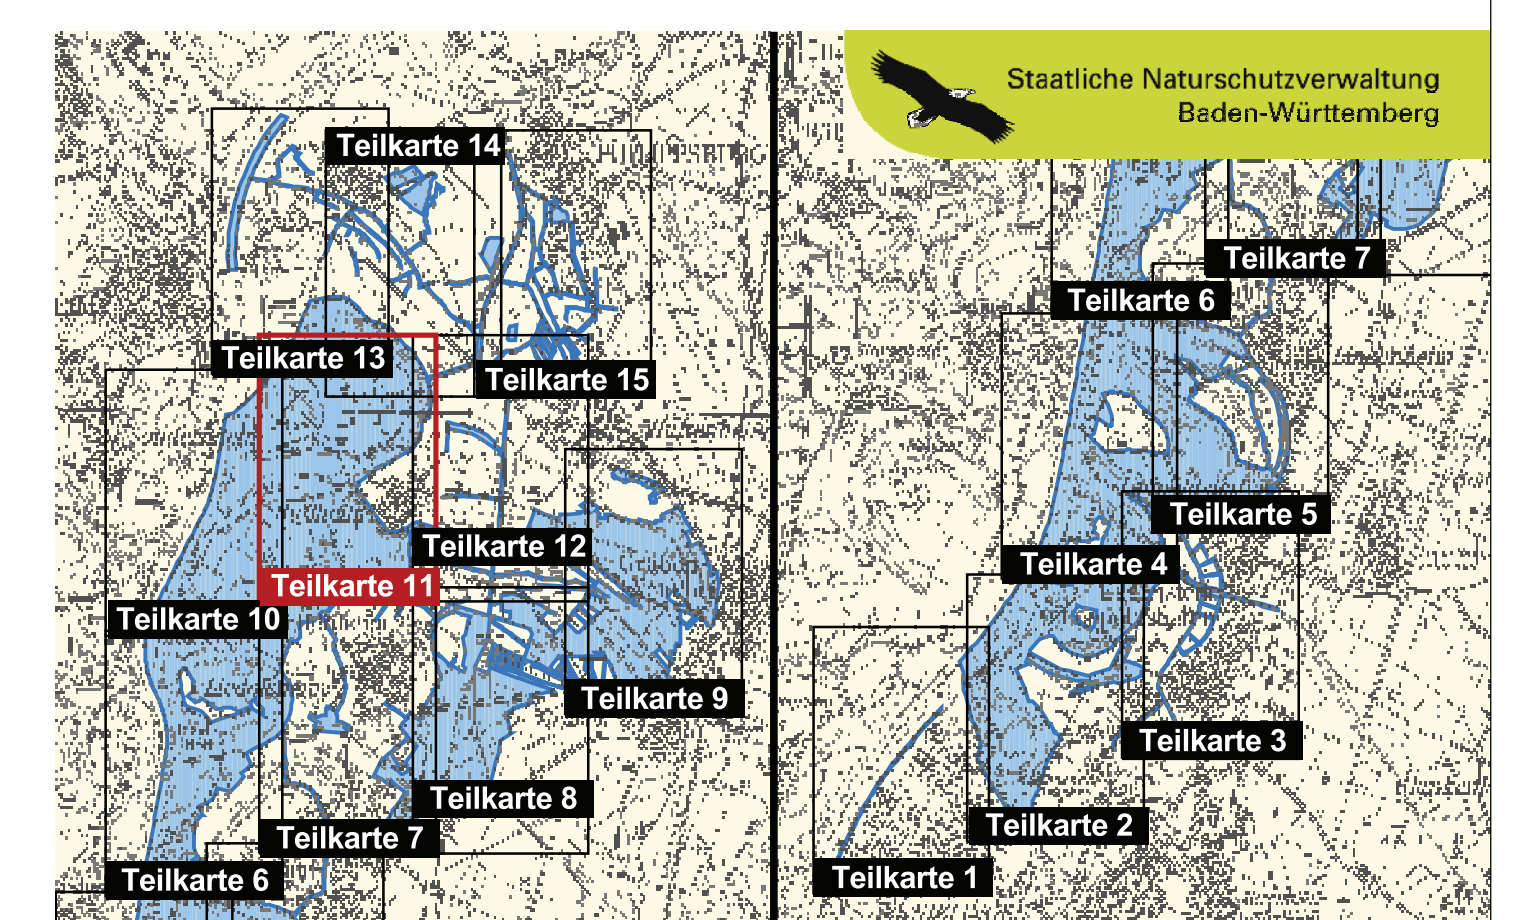 Staatliche Naturschutzverwaltung
Baden-Württemberg
Teilkarte 14
Teilkarte 13
Teilkarte 15
Teilkarte 12
Teilkarte 11
Teilkarte 10
Teilkarte 9
Teilkarte 8
Teilkarte 7
Teilkarte 6
Teilkarte 7
Teilkarte 6
Teilkarte 5
Teilkarte 4
Teilkarte 3
Teilkarte 2
Teilkarte 1